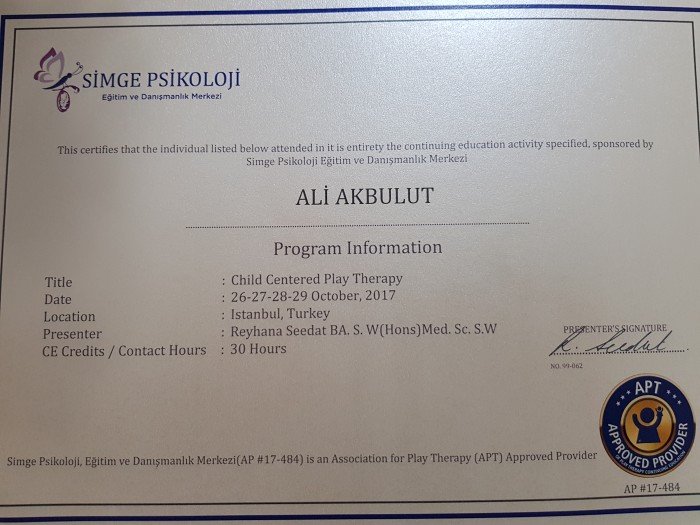 SİMGE PSİKOLOJİ
Eğitim ve Danışmanlık Merkezi
This certifies that the individual listed below attended in it is entirety the continuing education activity specified, sponsored by
Simge Psikoloji Eğitim ve Danışmanlık Merkezi
ALİ AKBULUT
Program Information
Title : Child Centered Play Therapy
Date : 26-27-28-29 October, 2017
Location : Istanbul, Turkey
Presenter : Reyhana Seedat BA. S. W(Hons)Med. Sc. S.W
CE Credits / Contact Hours : 30 Hours
PRESENTER'S SIGNATURE
R. Seedat
NO. 99-062
APT
APPROVED PROVIDER
Simge Psikoloji, Eğitim ve Danışmanlık Merkezi(AP #17-484) is an Association for Play Therapy (APT) Approved Provider
AP #17-484